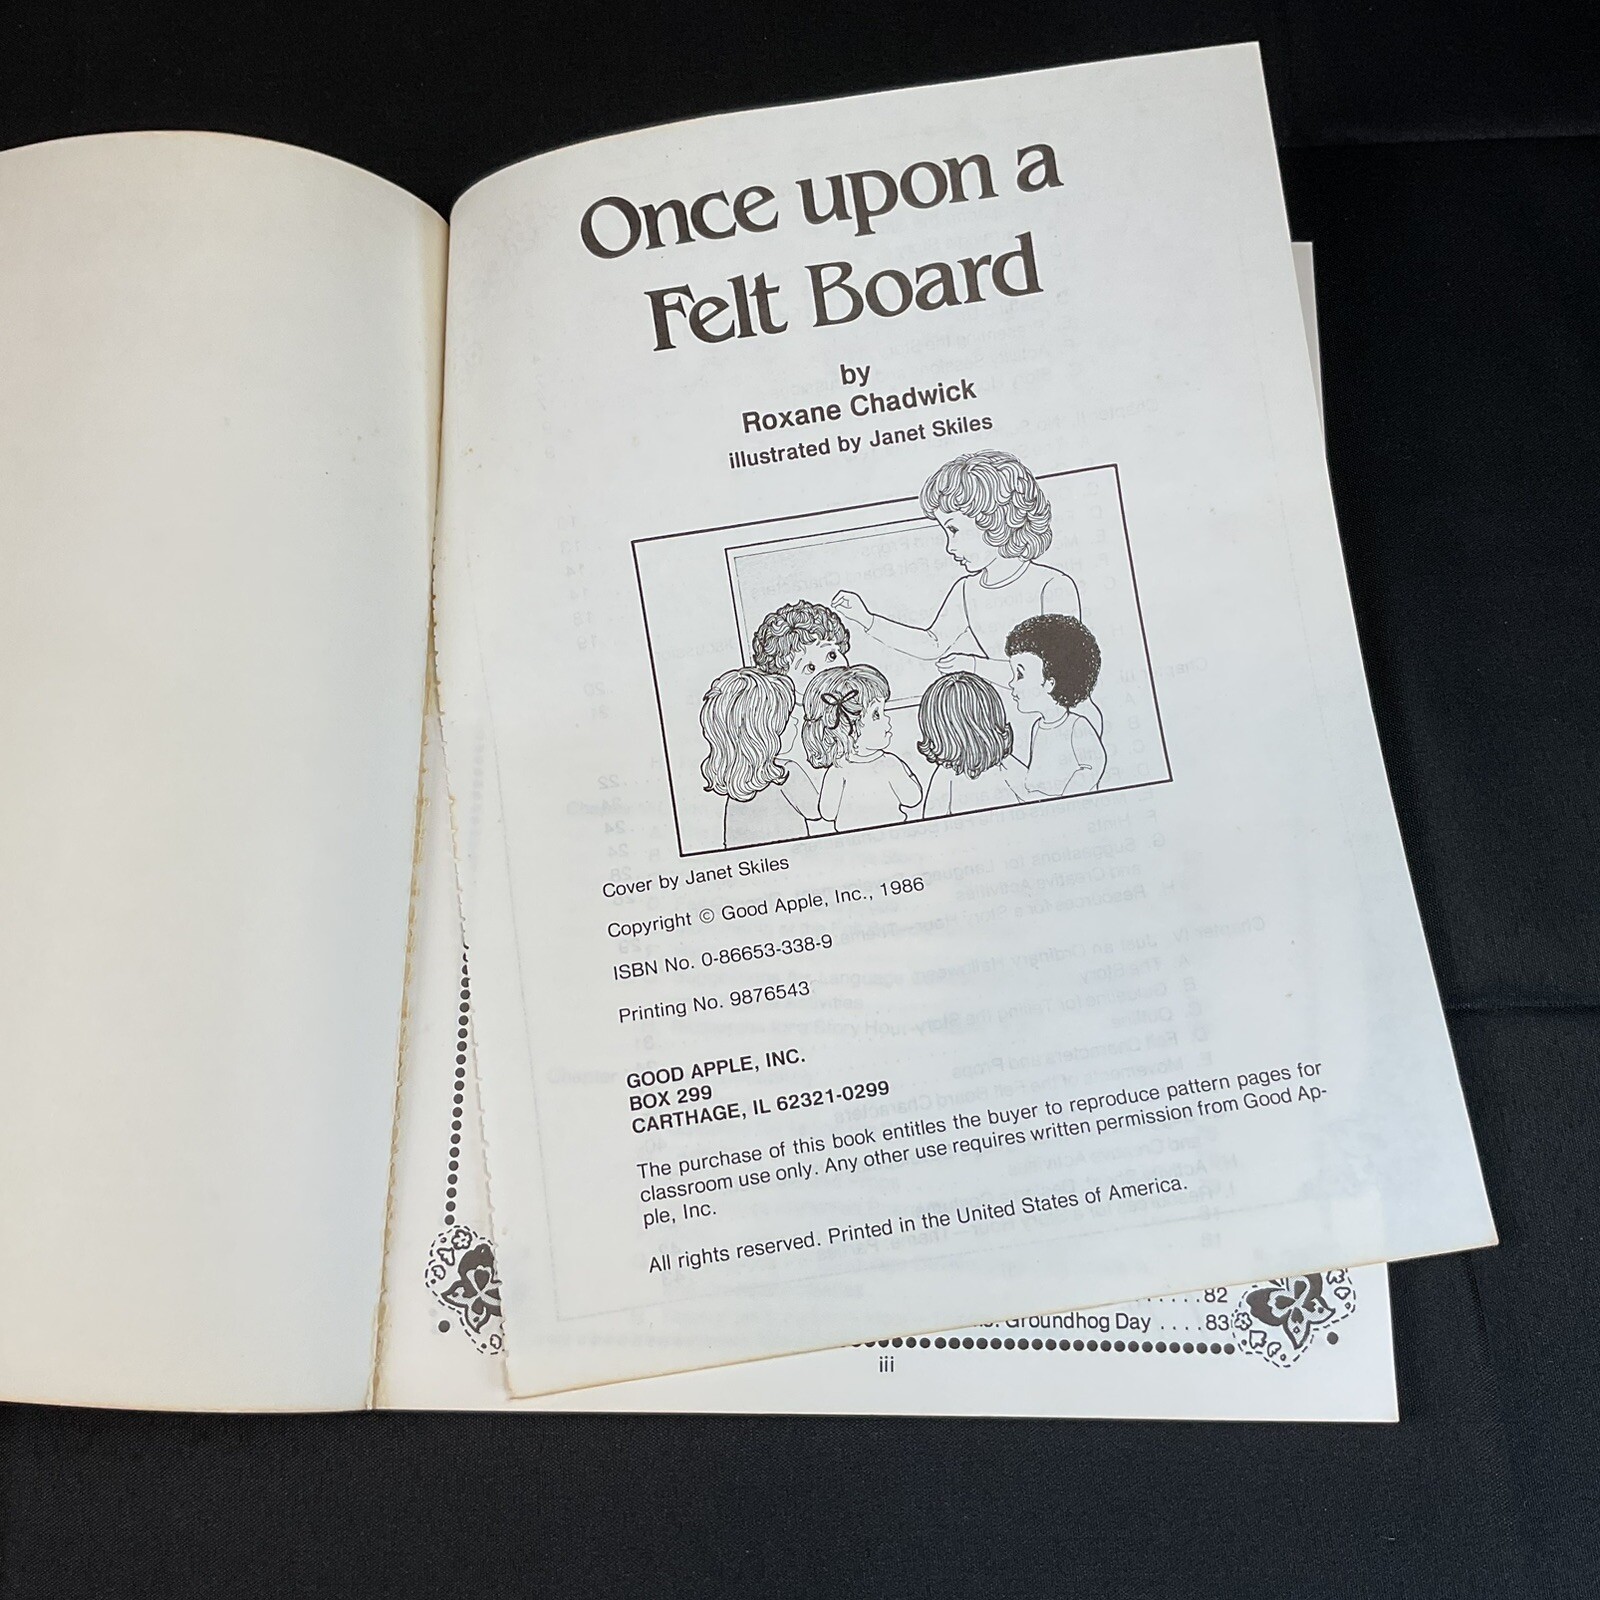 Once upon a
Felt Board
by
Roxane Chadwick
illustrated by Janet Skiles
Cover by Janet Skiles
Copyright © Good Apple, Inc., 1986
ISBN No. 0-86653-338-9
Printing No. 9876543
GOOD APPLE, INC.
BOX 299
CARTHAGE, IL 62321-0299
The purchase of this book entitles the buyer to reproduce pattern pages for
classroom use only. Any other use requires written permission from Good Ap-
ple, Inc.
All rights reserved. Printed in the United States of America.
.....82
Groundhog Day ....83
iii